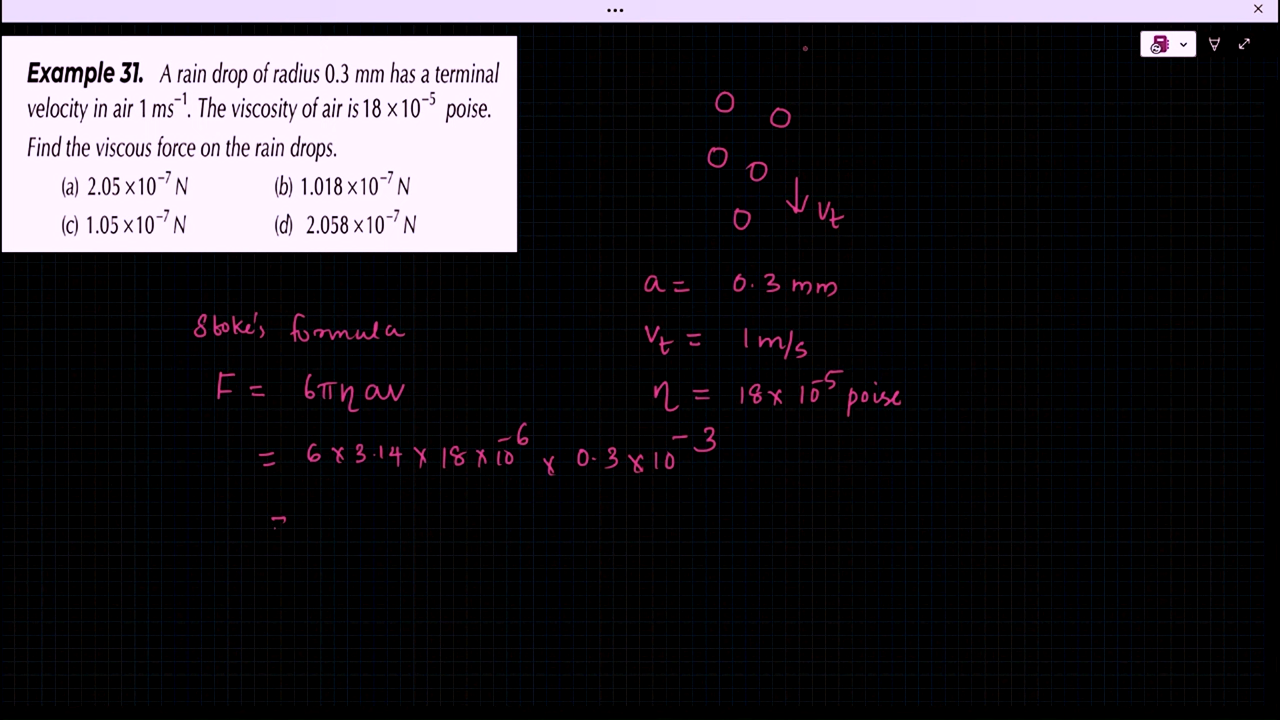 Example 31. A rain drop of radius 0.3 mm has a terminal
velocity in air 1 ms⁻¹. The viscosity of air is 18 × 10⁻⁵ poise.
Find the viscous force on the rain drops.
(a) 2.05 × 10⁻⁷ N (b) 1.018 × 10⁻⁷ N
(c) 1.05 × 10⁻⁷ N (d) 2.058 × 10⁻⁷ N
vₜ
a = 0.3 mm
vₜ = 1 m/s
η = 18 × 10⁻⁵ poise
Stoke's formula
F = 6πη av
= 6 × 3.14 × 18 × 10⁻⁶ × 0.3 × 10⁻³
=